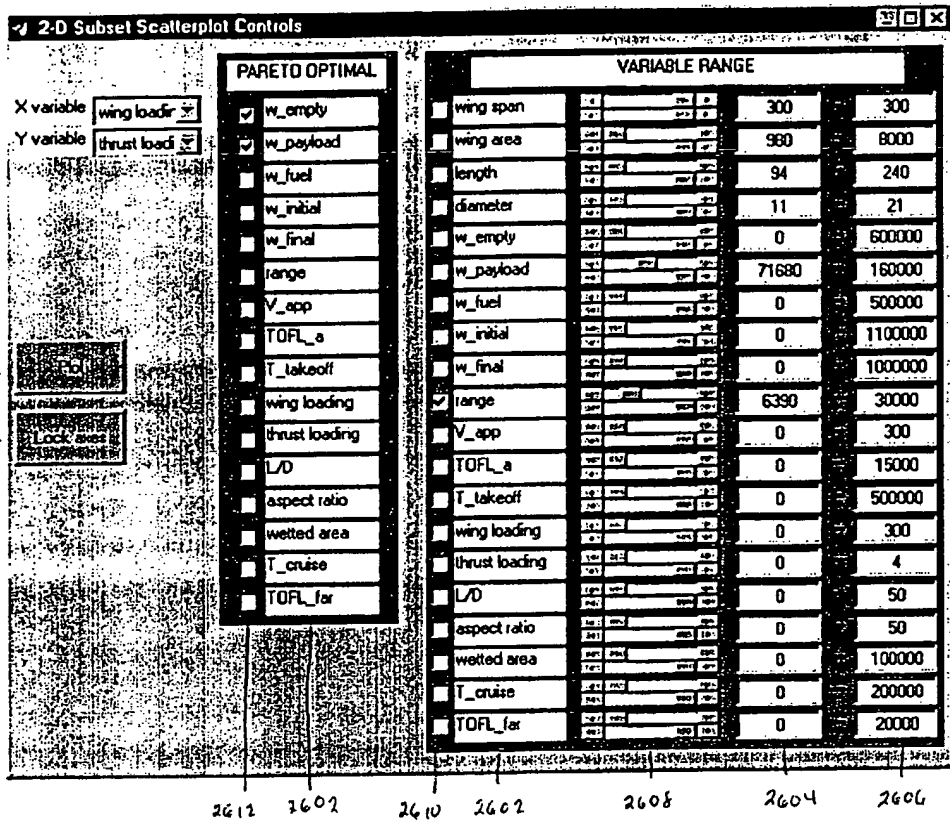 2-D Subset Scatterplot Controls
X variable wing loadin
Y variable thrust loadi
Plot
Lock axes
PARETO OPTIMAL
w_empty
w_payload
w_fuel
w_initial
w_final
range
V_app
TOFL_a
T_takeoff
wing loading
thrust loading
L/D
aspect ratio
wetted area
T_cruise
TOFL_far
VARIABLE RANGE
wing span 300 300
wing area 980 8000
length 94 240
diameter 11 21
w_empty 0 600000
w_payload 71680 160000
w_fuel 0 500000
w_initial 0 1100000
w_final 0 1000000
range 6390 30000
V_app 0 300
TOFL_a 0 15000
T_takeoff 0 500000
wing loading 0 300
thrust loading 0 4
L/D 0 50
aspect ratio 0 50
wetted area 0 100000
T_cruise 0 200000
TOFL_far 0 20000
2612 2602 2610 2602 2608 2604 2606